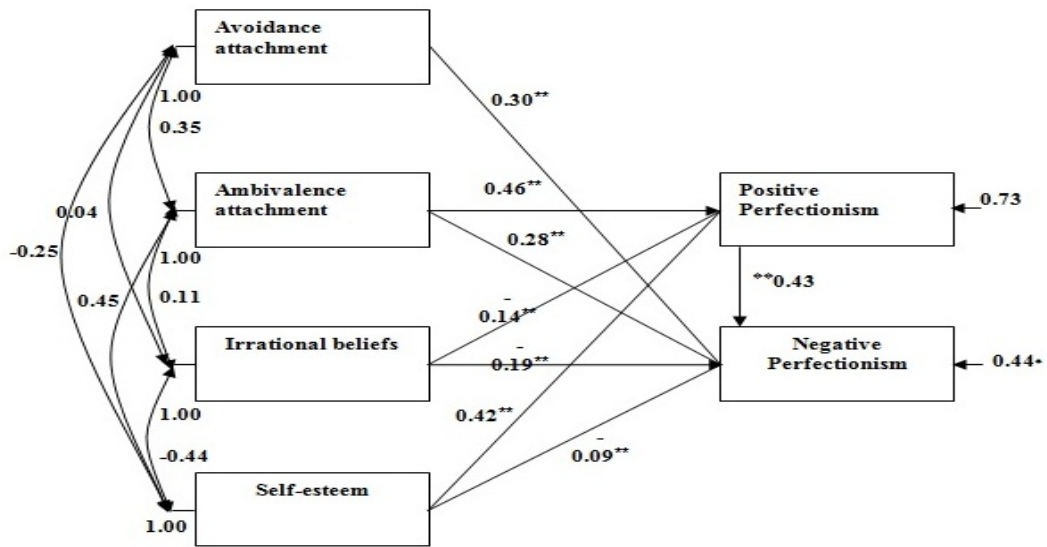 Avoidance
attachment
1.00
0.30**
0.35
Ambivalence
attachment
0.46**
Positive
Perfectionism
0.73
0.04
-0.25
0.28**
1.00
**0.43
0.45
0.11
-
0.14**
Irrational beliefs
-
0.19**
Negative
Perfectionism
0.44*
1.00
0.42**
-0.44
-
0.09**
Self-esteem
1.00